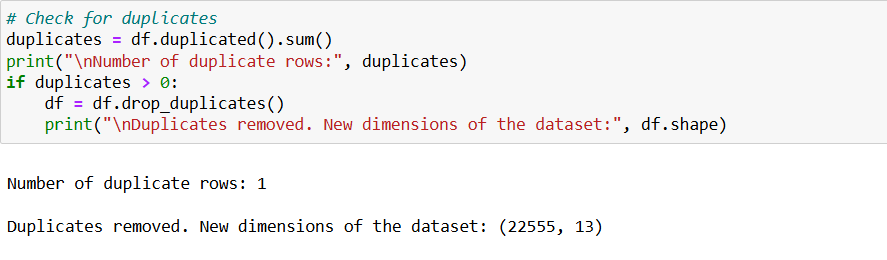 # Check for duplicates
duplicates = df.duplicated().sum()
print("\nNumber of duplicate rows:", duplicates)
if duplicates > 0:
    df = df.drop_duplicates()
    print("\nDuplicates removed. New dimensions of the dataset:", df.shape)
Number of duplicate rows: 1
Duplicates removed. New dimensions of the dataset: (22555, 13)